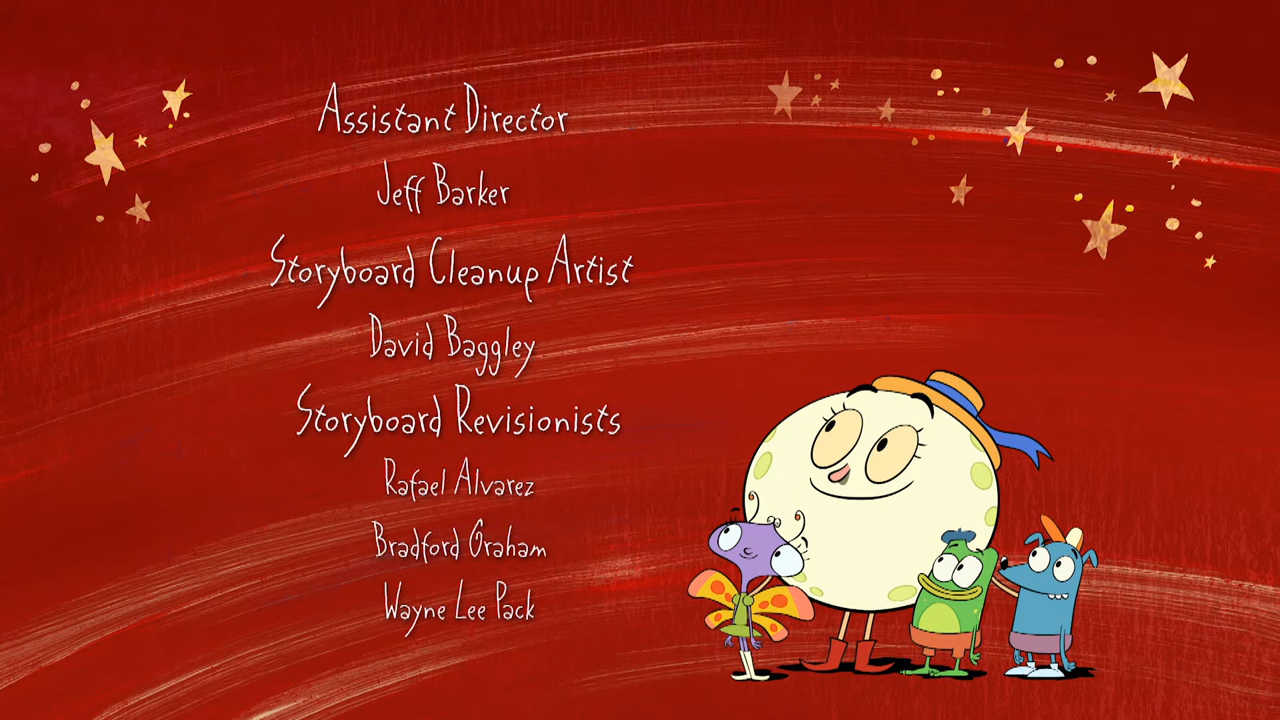 Assistant Director
Jeff Barker
Storyboard Cleanup Artist
David Baggley
Storyboard Revisionists
Rafael Alvarez
Bradford Graham
Wayne Lee Pack